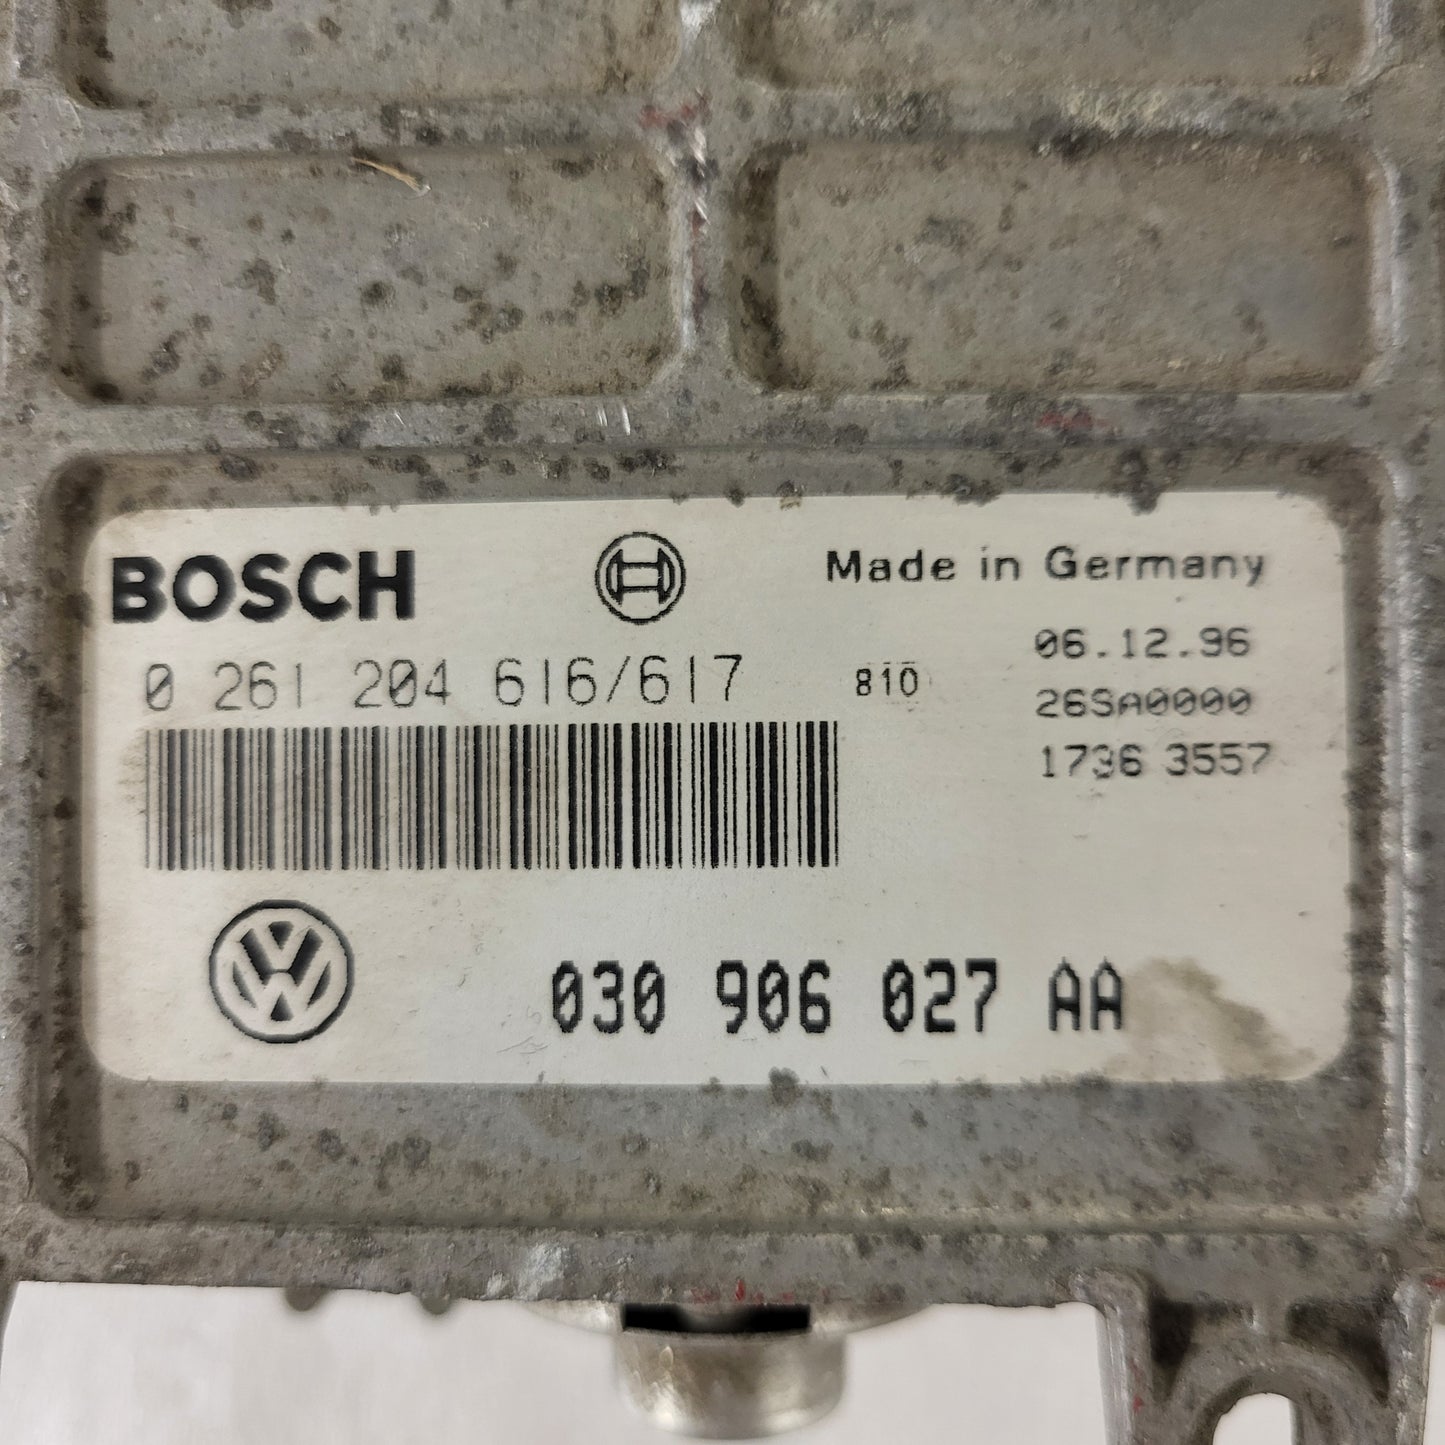 BOSCH
Made in Germany
06.12.96
0 261 204 616/617 810
26SA0000
1736 3557
VW
030 906 027 AA